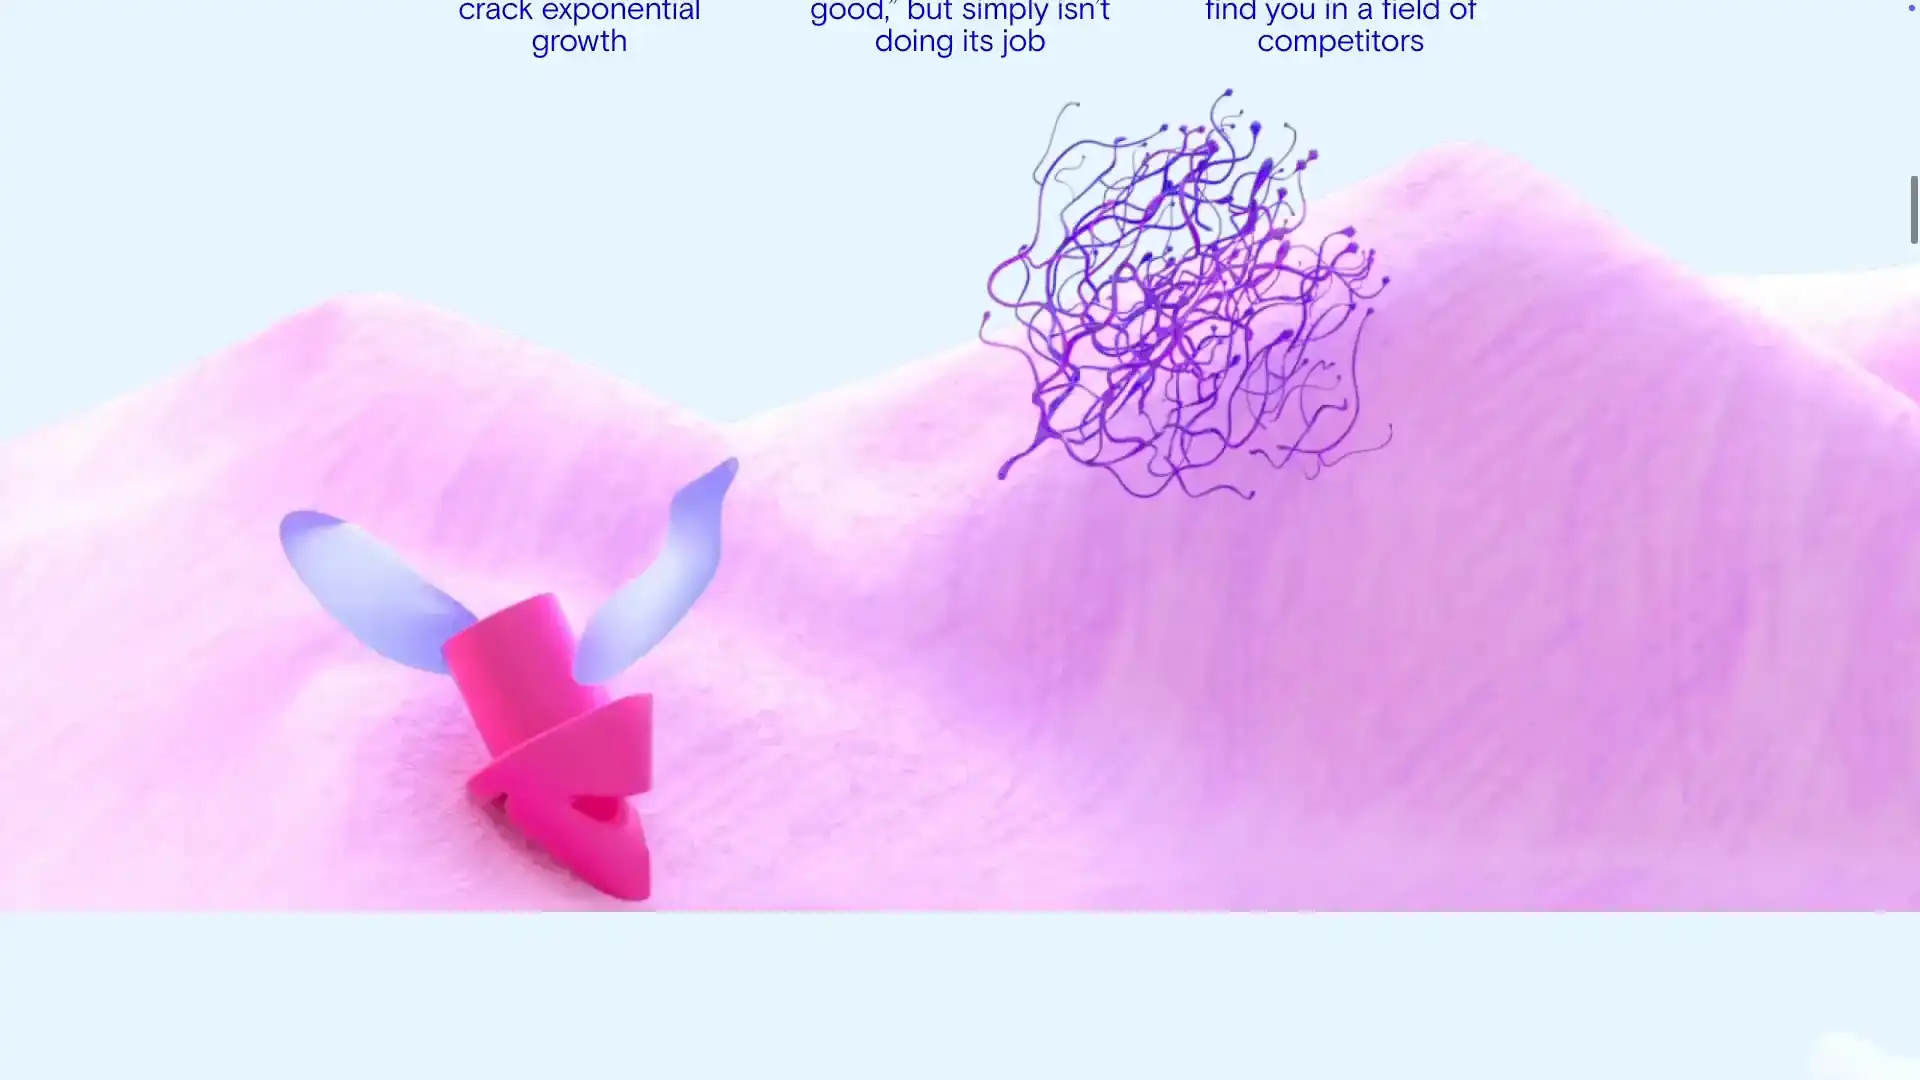 crack exponential
growth
good,” but simply isn’t
doing its job
find you in a field of
competitors